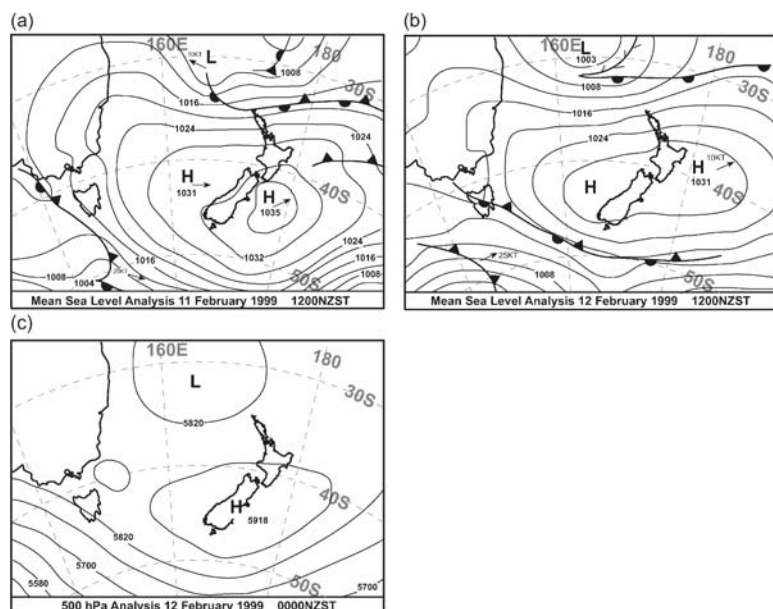 (a)
160E
180
10KT
L
1008
30S
1016
1024
1024
H
1031
H
1035
40S
1032
1024
1016
1016
1008
1008
1004
25KT
50S
Mean Sea Level Analysis 11 February 1999 1200NZST
(b)
160E
L
1003
180
1008
30S
1016
1024
H
H
1031
10KT
40S
25KT
1008
50S
Mean Sea Level Analysis 12 February 1999 1200NZST
(c)
160E
180
L
30S
5820
H
5918
40S
5820
5700
5580
50S
5700
500 hPa Analysis 12 February 1999 0000NZST